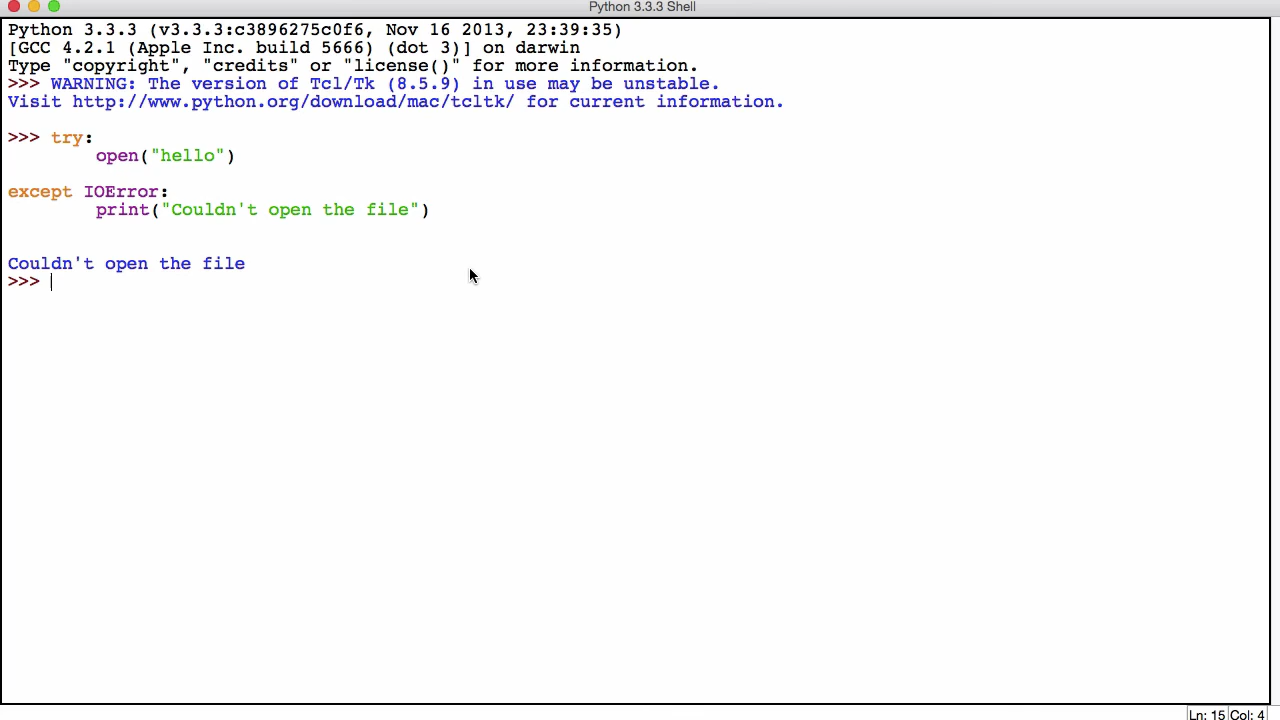 Python 3.3.3 Shell
Python 3.3.3 (v3.3.3:c3896275c0f6, Nov 16 2013, 23:39:35)
[GCC 4.2.1 (Apple Inc. build 5666) (dot 3)] on darwin
Type "copyright", "credits" or "license()" for more information.
>>> WARNING: The version of Tcl/Tk (8.5.9) in use may be unstable.
Visit http://www.python.org/download/mac/tcltk/ for current information.
>>> try:
open("hello")
except IOError:
print("Couldn't open the file")
Couldn't open the file
>>>
Ln: 15 Col: 4